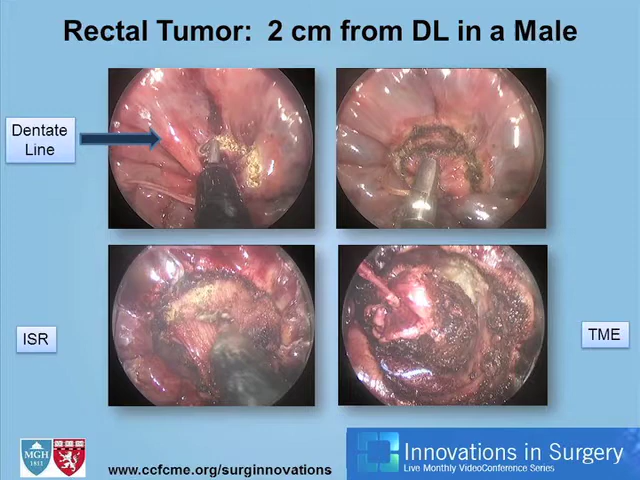 Rectal Tumor: 2 cm from DL in a Male
Dentate
Line
ISR
TME
MGH
1811
www.ccfcme.org/surginnovations
Innovations in Surgery
Live Monthly VideoConference Series